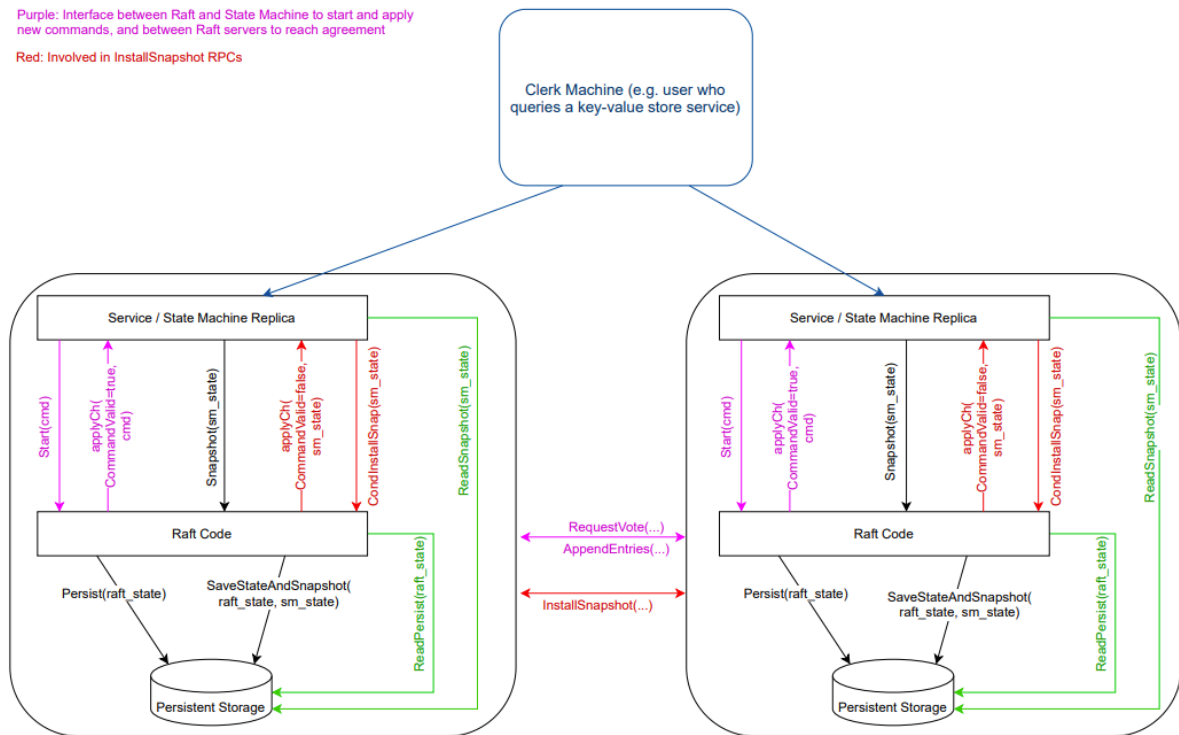 Purple: Interface between Raft and State Machine to start and apply
new commands, and between Raft servers to reach agreement
Red: Involved in InstallSnapshot RPCs
Clerk Machine (e.g. user who
queries a key-value store service)
Service / State Machine Replica
Start(cmd)
applyCh(
CommandValid=true,
cmd)
Snapshot(sm_state)
applyCh(
CommandValid=false,
sm_state)
CondInstallSnap(sm_state)
ReadSnapshot(sm_state)
Raft Code
Persist(raft_state)
SaveStateAndSnapshot(
raft_state, sm_state)
ReadPersist(raft_state)
Persistent Storage
RequestVote(...)
AppendEntries(...)
InstallSnapshot(...)
Service / State Machine Replica
Start(cmd)
applyCh(
CommandValid=true,
cmd)
Snapshot(sm_state)
applyCh(
CommandValid=false,
sm_state)
CondInstallSnap(sm_state)
ReadSnapshot(sm_state)
Raft Code
Persist(raft_state)
SaveStateAndSnapshot(
raft_state, sm_state)
ReadPersist(raft_state)
Persistent Storage